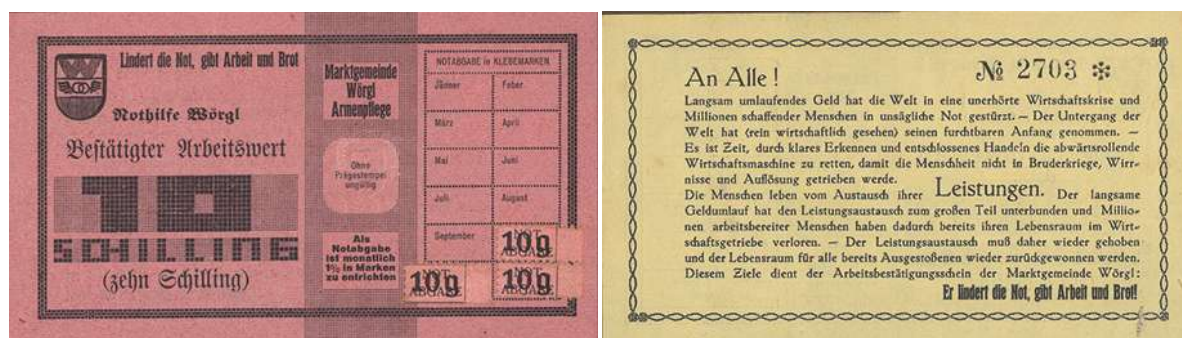 Lindert die Not, gibt Arbeit und Brot
Nothilfe Wörgl
Bestätigter Arbeitswert
10
SCHILLING
(zehn Schilling)
Marktgemeinde
Wörgl
Armenpflege
Ohne
Prägestempel
ungültig
Als
Notabgabe
ist monatlich
1% in Marken
zu entrichten
NOTABGABE in KLEBEMARKEN
Jänner Feber
März April
Mai Juni
Juli August
September 10g
NOT
ABGABE
10g 10g
NOT NOT
ABGABE ABGABE
An Alle !
№ 2703 ✻
Langsam umlaufendes Geld hat die Welt in eine unerhörte Wirtschaftskrise und
Millionen schaffender Menschen in unsägliche Not gestürzt. — Der Untergang der
Welt hat (rein wirtschaftlich gesehen) seinen furchtbaren Anfang genommen. —
Es ist Zeit, durch klares Erkennen und entschlossenes Handeln die abwärtsrollende
Wirtschaftsmaschine zu retten, damit die Menschheit nicht in Bruderkriege, Wirr-
nisse und Auflösung getrieben werde.
Die Menschen leben vom Austausch ihrer Leistungen. Der langsame
Geldumlauf hat den Leistungsaustausch zum großen Teil unterbunden und Millio-
nen arbeitsbereiter Menschen haben dadurch bereits ihren Lebensraum im Wirt-
schaftsgetriebe verloren. — Der Leistungsaustausch muß daher wieder gehoben
und der Lebensraum für alle bereits Ausgestoßenen wieder zurückgewonnen werden.
Diesem Ziele dient der Arbeitsbestätigungsschein der Marktgemeinde Wörgl:
Er lindert die Not, gibt Arbeit und Brot!